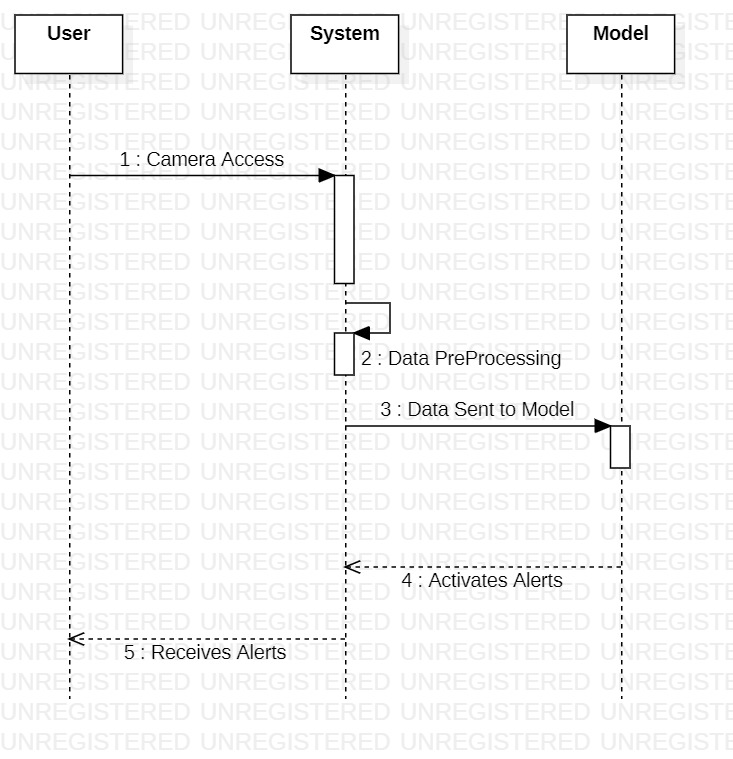 User System Model
1 : Camera Access
2 : Data PreProcessing
3 : Data Sent to Model
4 : Activates Alerts
5 : Receives Alerts
UNREGISTERED UNREGISTERED UNREGISTERED